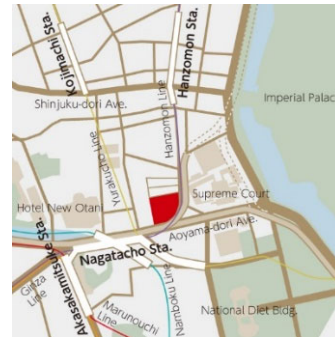 Kojimachi Sta.
Hanzomon Sta.
Imperial Palac
Shinjuku-dori Ave.
Hanzomon Line
Yurakucho Line
Supreme Court
Hotel New Otani
Aoyama-dori Ave.
Nagatacho Sta.
Akasakamitsuke Sta.
Ginza
Line
Marunouchi
Line
Namboku Line
National Diet Bldg.